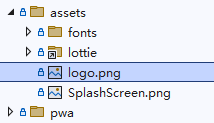 assets
fonts
lottie
logo.png
SplashScreen.png
pwa